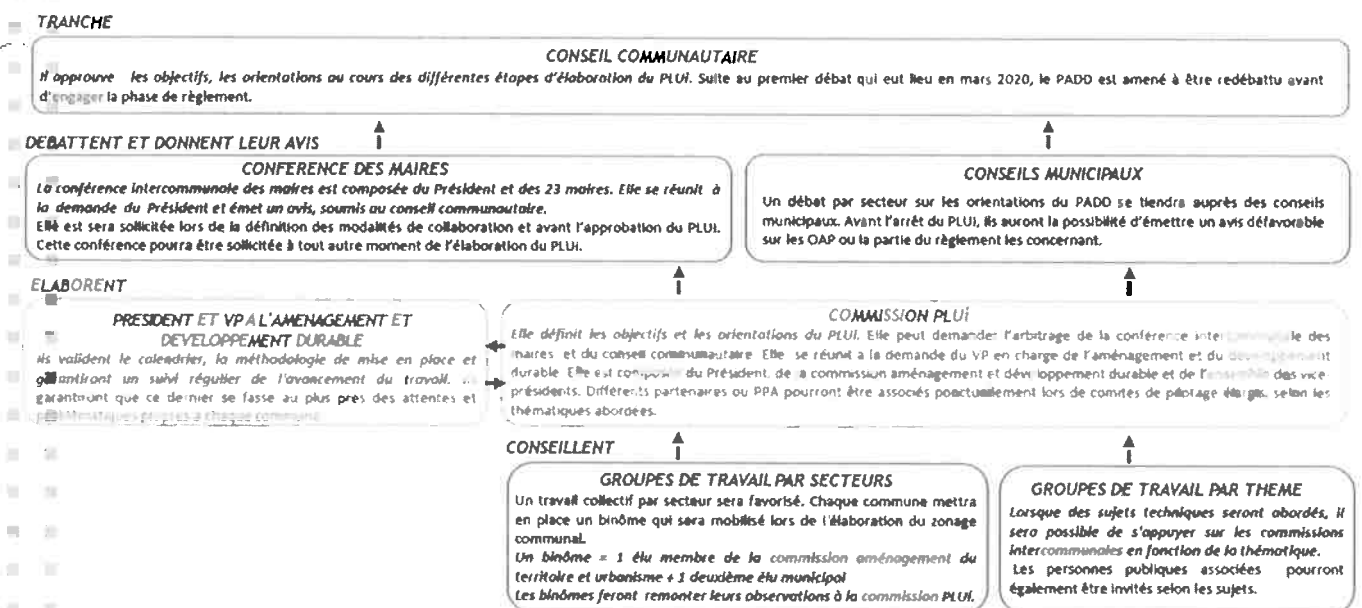 TRANCHE
CONSEIL COMMUNAUTAIRE
Il approuve les objectifs, les orientations au cours des différentes étapes d'élaboration du PLUi. Suite au premier débat qui eut lieu en mars 2020, le PADD est amené à être redébattu avant
d'engager la phase de règlement.
DEBATTENT ET DONNENT LEUR AVIS
CONFERENCE DES MAIRES
La conférence intercommunale des maires est composée du Président et des 23 maires. Elle se réunit à
la demande du Président et émet un avis, soumis au conseil communautaire.
Elle est sera sollicitée lors de la définition des modalités de collaboration et avant l'approbation du PLUi.
Cette conférence pourra être sollicitée à tout autre moment de l'élaboration du PLUi.
CONSEILS MUNICIPAUX
Un débat par secteur sur les orientations du PADD se tiendra auprès des conseils
municipaux. Avant l'arrêt du PLUi, ils auront la possibilité d'émettre un avis défavorable
sur les OAP ou la partie du règlement les concernant.
ELABORENT
PRESIDENT ET VP A L'AMENAGEMENT ET
DEVELOPPEMENT DURABLE
Ils valident le calendrier, la méthodologie de mise en place et
garantiront un suivi régulier de l'avancement du travail. Ils
garantiront que ce dernier se fasse au plus pres des attentes et
problématiques propres à chaque commune
COMMISSION PLUi
Elle définit les objectifs et les orientations du PLUi. Elle peut demander l'arbitrage de la conférence intercommunale des
maires et du conseil communautaire Elle se réunit a la demande du VP en charge de l'aménagement et du développement
durable. Elle est composée du Président, de la commission aménagement et développement durable et de l'ensemble des vice-
présidents. Différents partenaires ou PPA pourront être associés ponctuellement lors de comites de pilotage élargis, selon les
thématiques abordées.
CONSEILLENT
GROUPES DE TRAVAIL PAR SECTEURS
Un travail collectif par secteur sera favorisé. Chaque commune mettra
en place un binôme qui sera mobilisé lors de l'élaboration du zonage
communal.
Un binôme = 1 élu membre de la commission aménagement du
territoire et urbanisme + 1 deuxième élu municipal
Les binômes feront remonter leurs observations à la commission PLUi.
GROUPES DE TRAVAIL PAR THEME
Lorsque des sujets techniques seront abordés, il
sera possible de s'appuyer sur les commissions
intercommunales en fonction de la thématique.
Les personnes publiques associées pourront
également être invités selon les sujets.